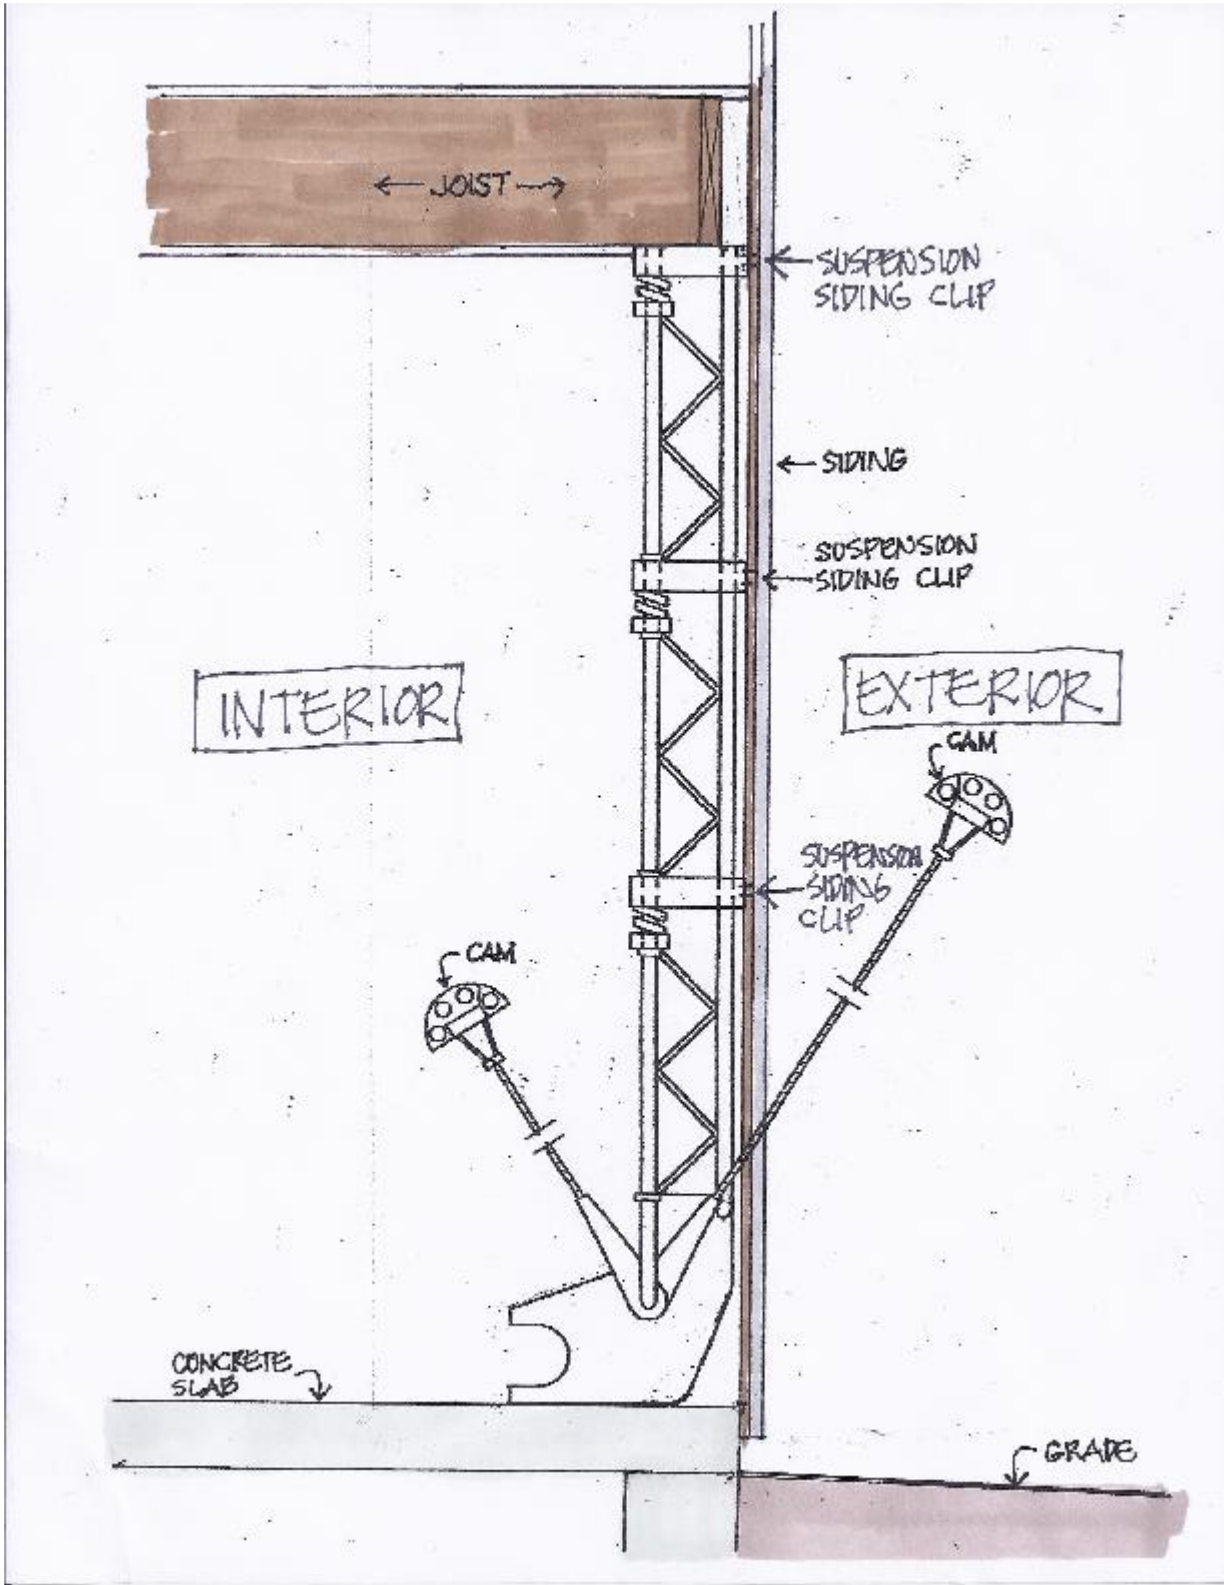 JOIST
SUSPENSION
SIDING CLIP
SIDING
SUSPENSION
SIDING CLIP
INTERIOR
EXTERIOR
CAM
SUSPENSION
SIDING
CLIP
CAM
CONCRETE
SLAB
GRADE